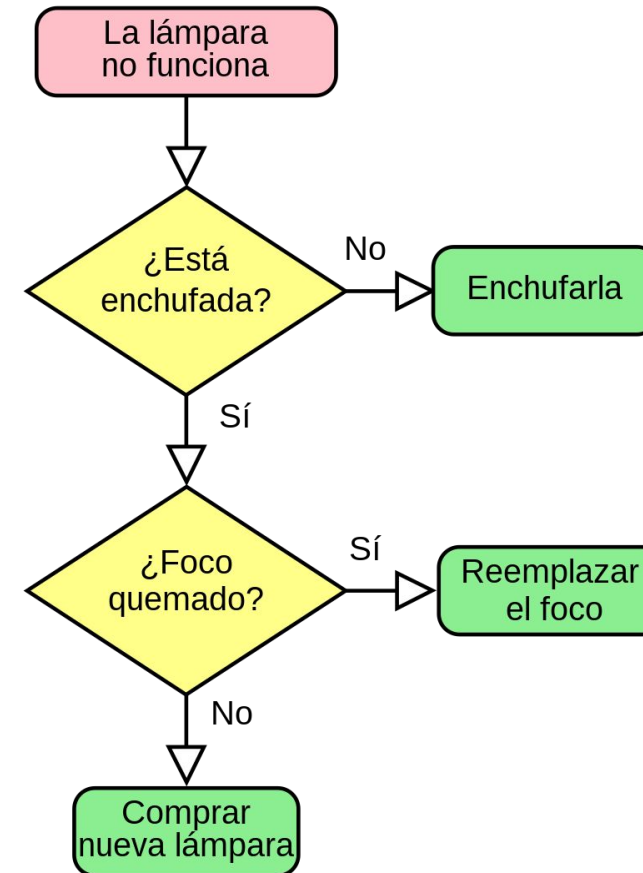 La lámpara
no funciona
¿Está
enchufada?
No
Enchufarla
Sí
¿Foco
quemado?
Sí
Reemplazar
el foco
No
Comprar
nueva lámpara